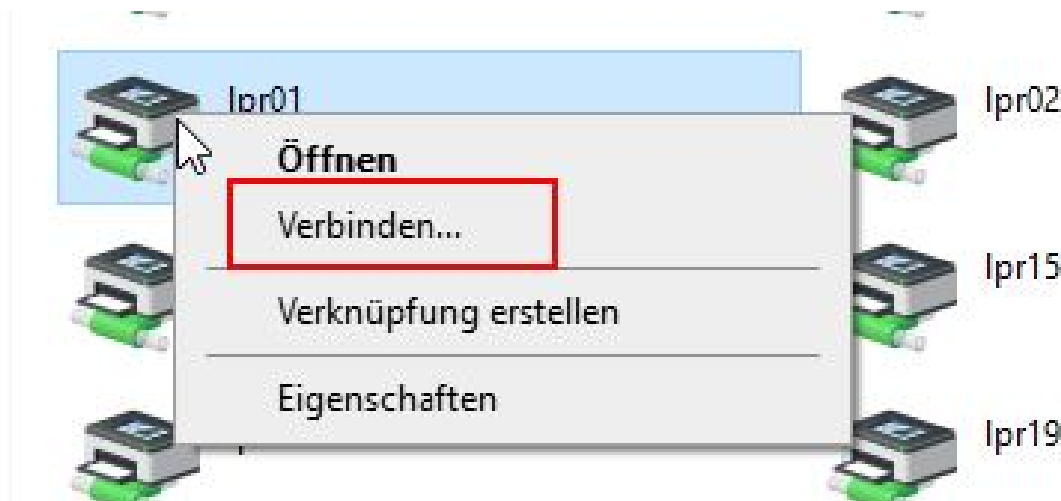 lpr01
lpr02
Öffnen
Verbinden...
lpr15
Verknüpfung erstellen
Eigenschaften
lpr19